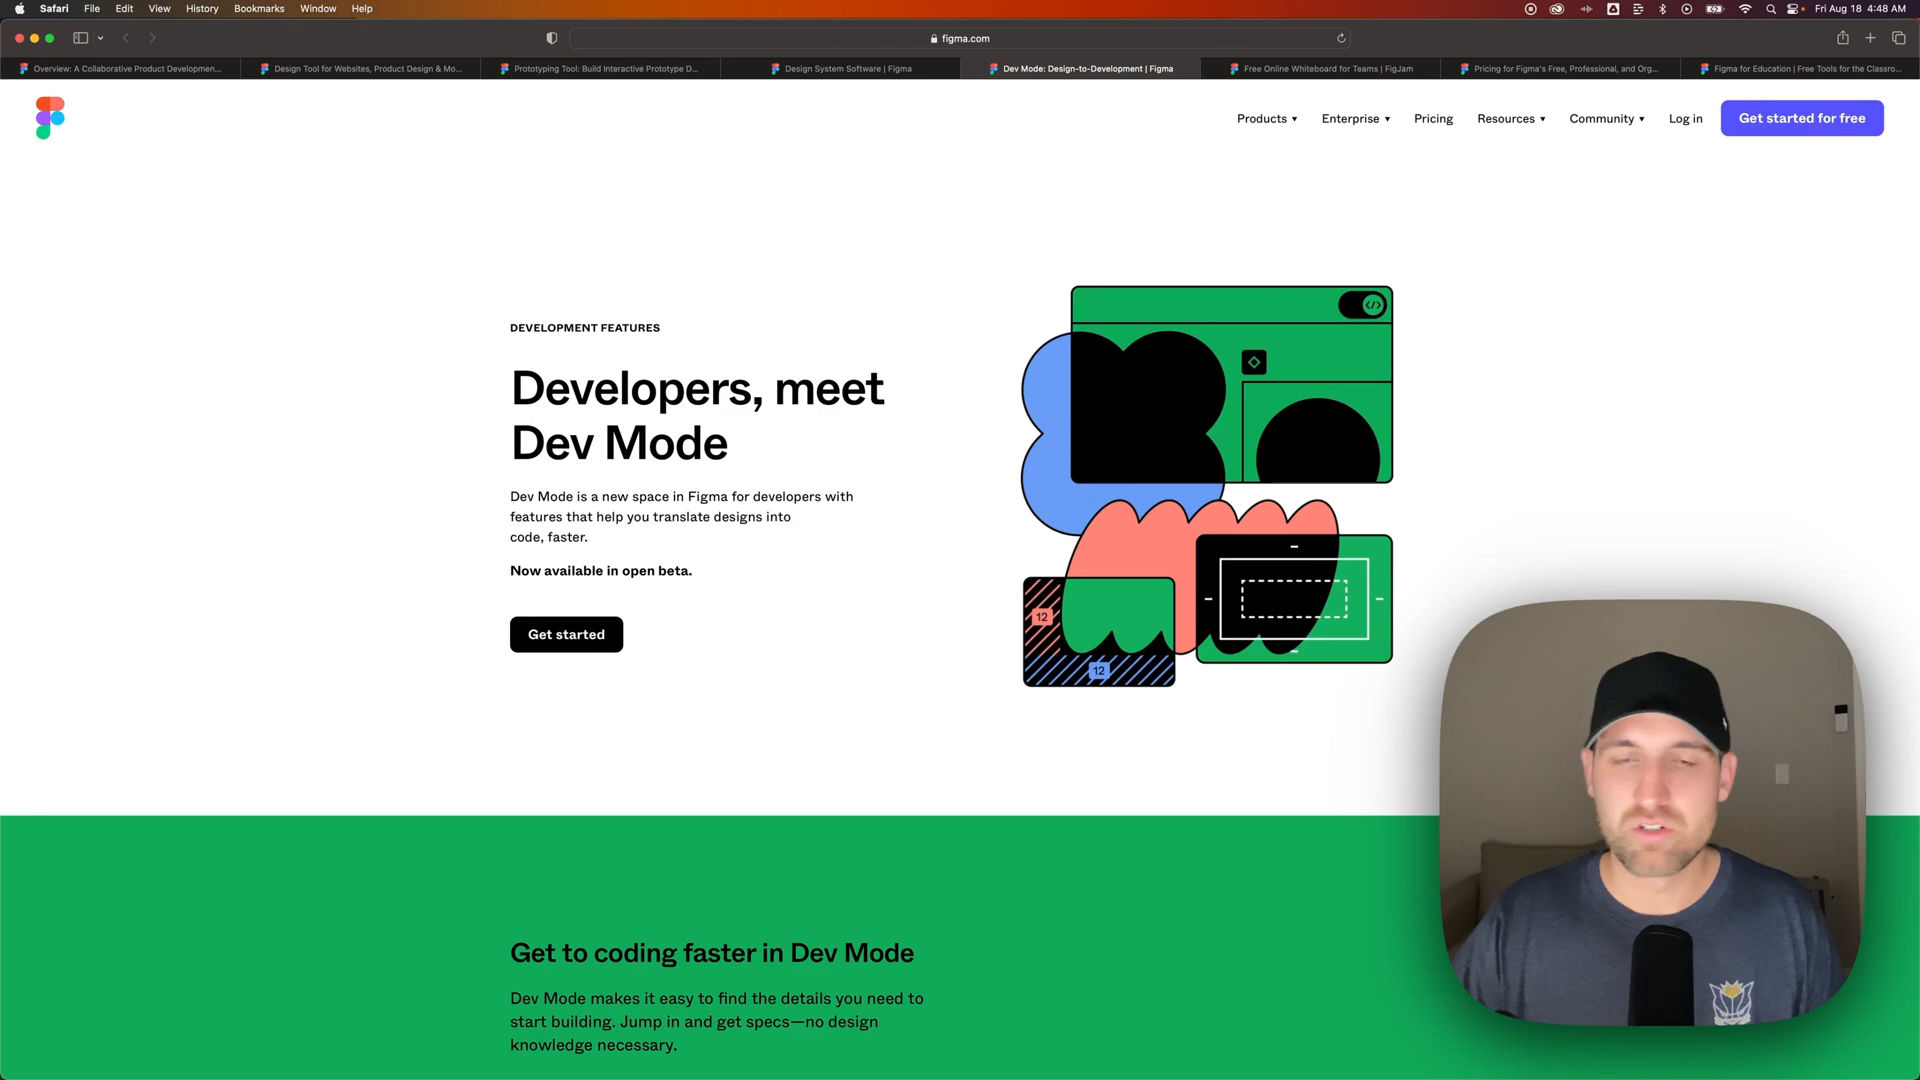 Safari File Edit View History Bookmarks Window Help Fri Aug 18 4:48 AM
figma.com
Overview: A Collaborative Product Developmen...
Design Tool for Websites, Product Design & Mo...
Prototyping Tool: Build Interactive Prototype D...
Design System Software | Figma
Dev Mode: Design-to-Development | Figma
Free Online Whiteboard for Teams | FigJam
Pricing for Figma's Free, Professional, and Org...
Figma for Education | Free Tools for the Classro...
Products Enterprise Pricing Resources Community Log in Get started for free
DEVELOPMENT FEATURES
Developers, meet
Dev Mode
Dev Mode is a new space in Figma for developers with
features that help you translate designs into
code, faster.
Now available in open beta.
Get started
</>
12
12
Get to coding faster in Dev Mode
Dev Mode makes it easy to find the details you need to
start building. Jump in and get specs—no design
knowledge necessary.